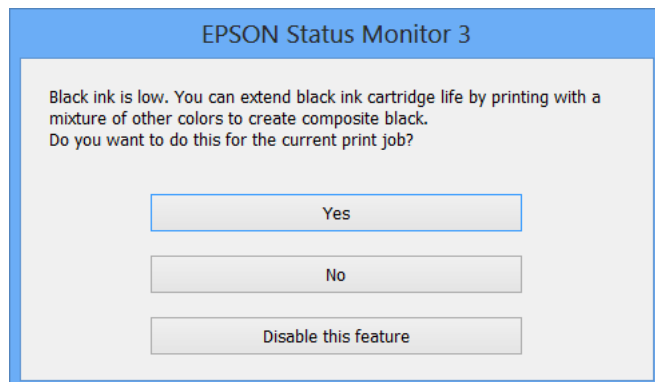 EPSON Status Monitor 3
Black ink is low. You can extend black ink cartridge life by printing with a
mixture of other colors to create composite black.
Do you want to do this for the current print job?
Yes
No
Disable this feature